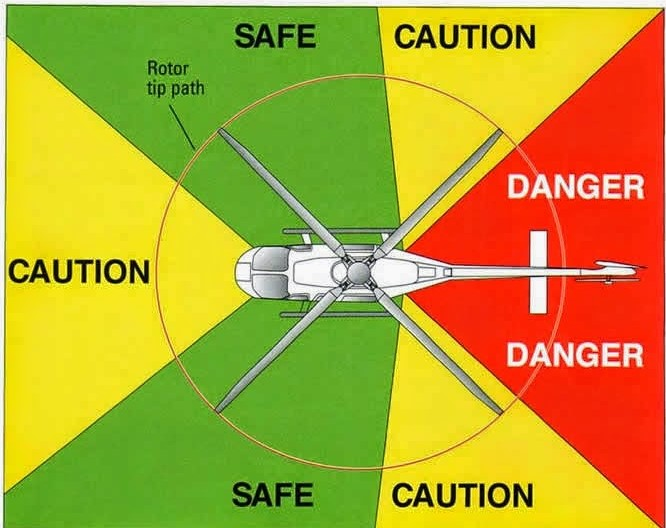 SAFE
CAUTION
Rotor
tip path
DANGER
CAUTION
DANGER
SAFE
CAUTION